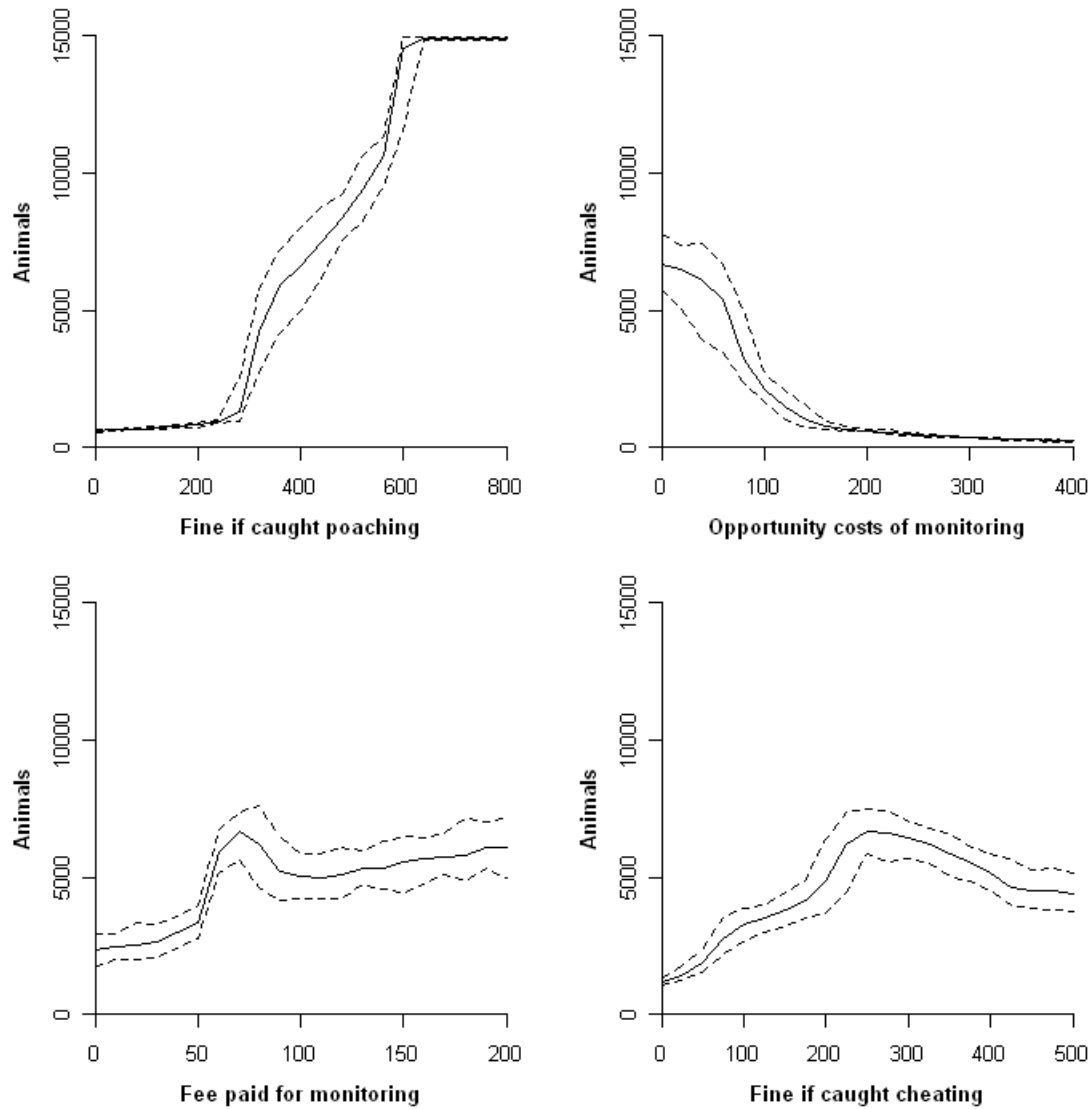 15000
10000
5000
0
Animals
0 200 400 600 800
Fine if caught poaching
15000
10000
5000
0
Animals
0 100 200 300 400
Opportunity costs of monitoring
15000
10000
5000
0
Animals
0 50 100 150 200
Fee paid for monitoring
15000
10000
5000
0
Animals
0 100 200 300 400 500
Fine if caught cheating